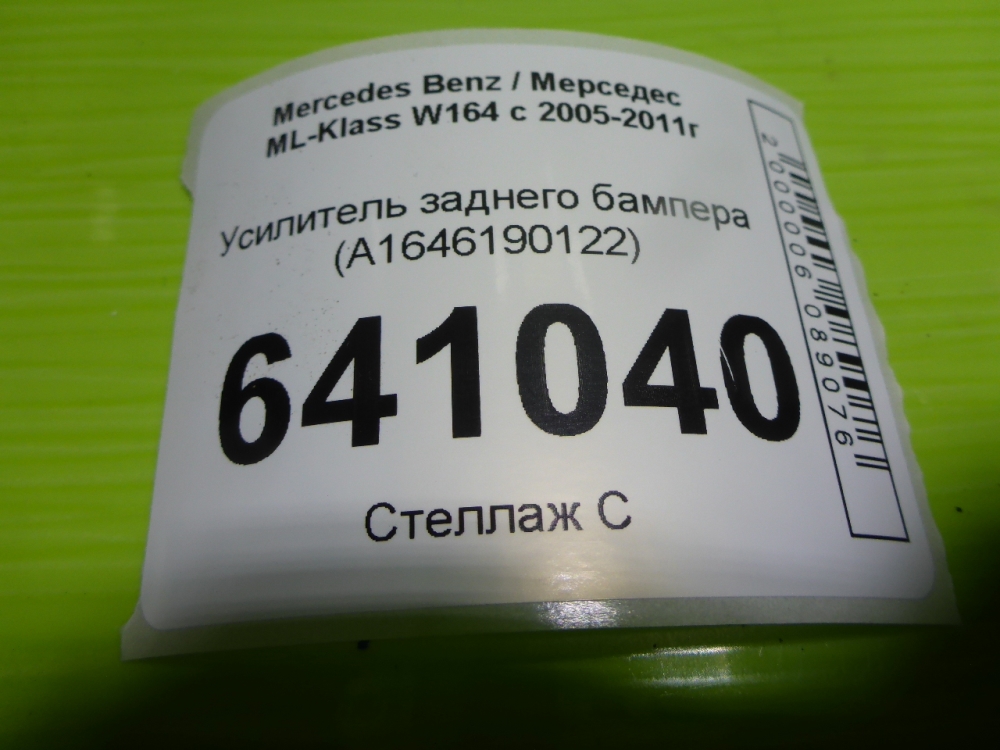 Mercedes Benz / Мерседес
ML-Klass W164 с 2005-2011г
Усилитель заднего бампера
(A1646190122)
641040
Стеллаж С
2000006089076